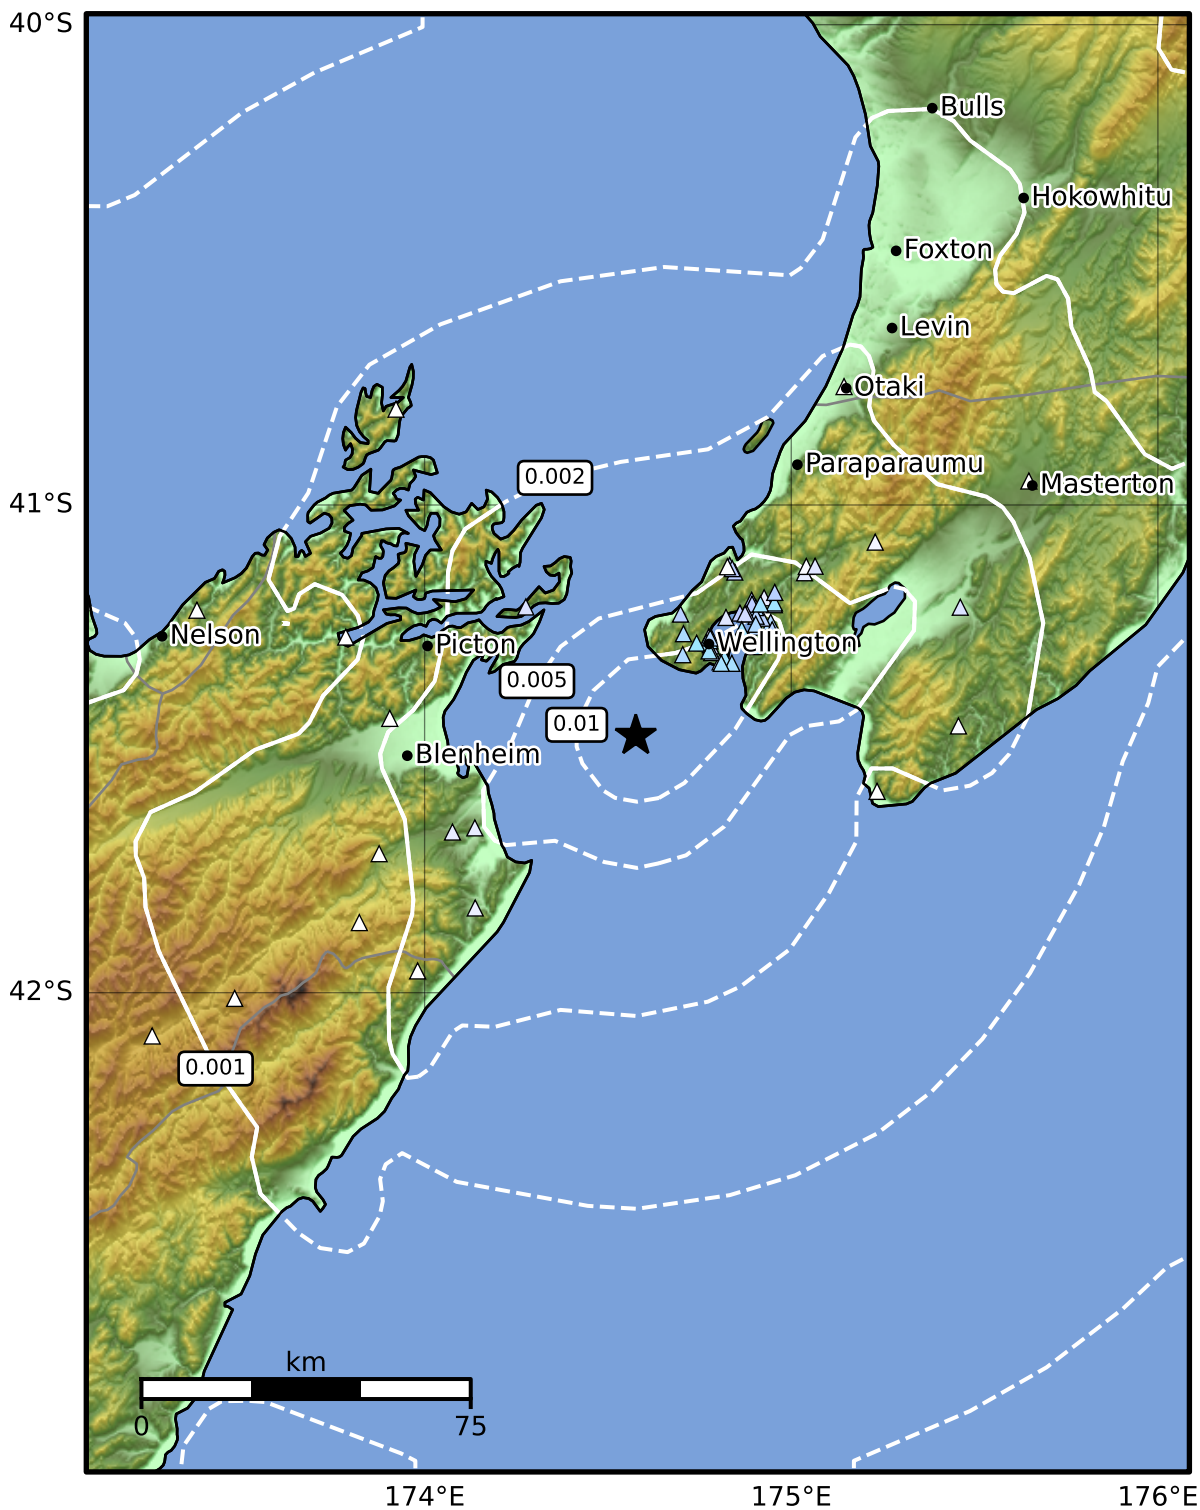 40°S
Bulls
Hokowhitu
Foxton
Levin
Otaki
Paraparaumu
0.002
Masterton
41°S
Nelson
Picton
Wellington
0.005
0.01
Blenheim
42°S
0.001
km
0
75
174°E
175°E
176°E